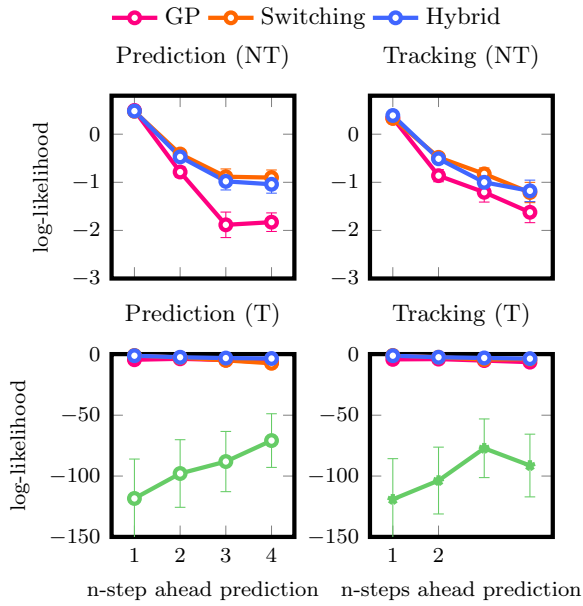 GP Switching Hybrid
Prediction (NT) Tracking (NT)
log-likelihood
0
−1
−2
−3
0
−1
−2
−3
Prediction (T) Tracking (T)
log-likelihood
0
−50
−100
−150
0
−50
−100
−150
1 2 3 4
1 2
n-step ahead prediction
n-steps ahead prediction